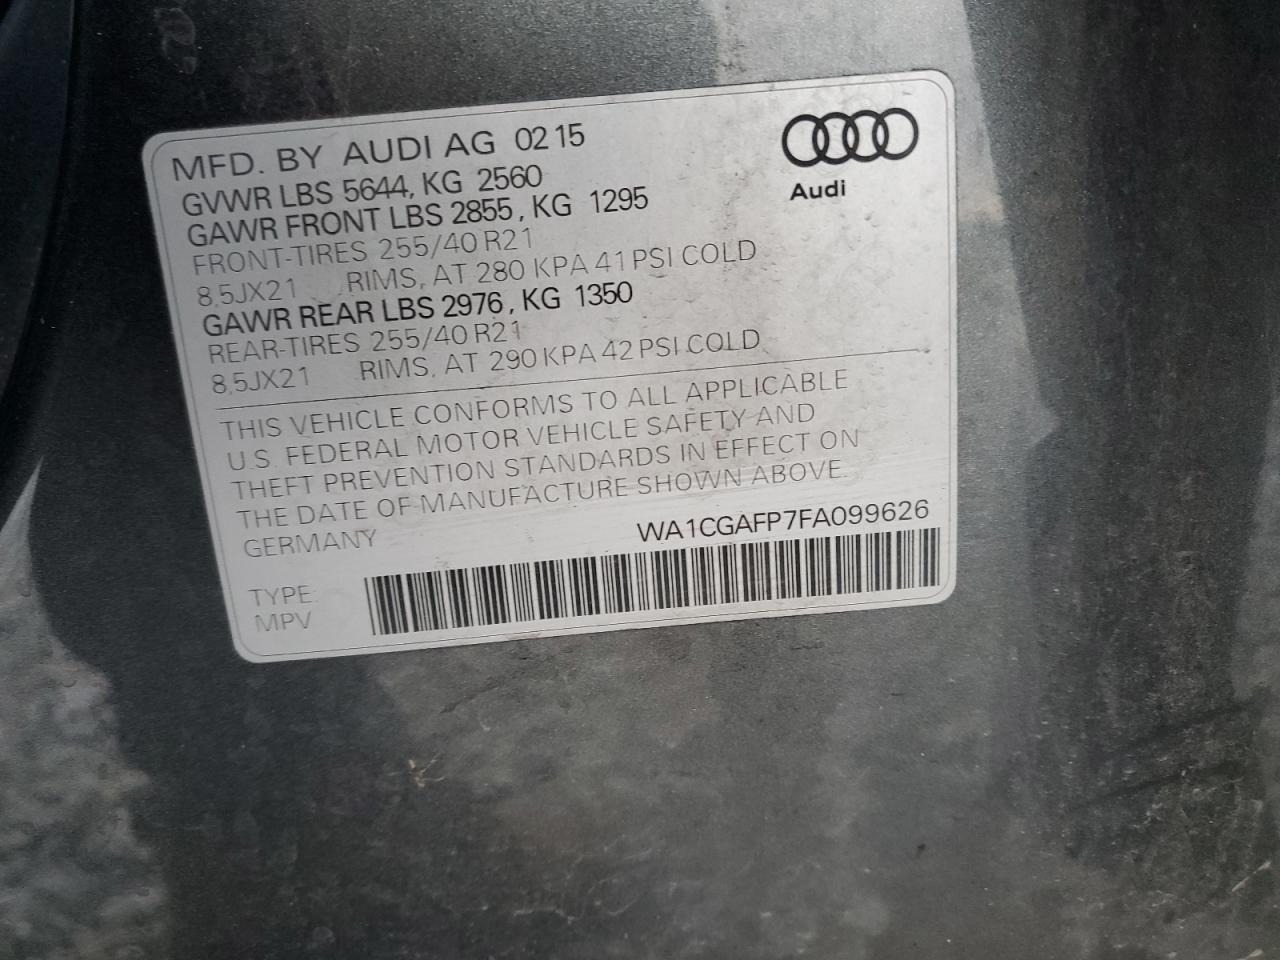 MFD. BY AUDI AG 02 15
GVWR LBS 5644, KG 2560
GAWR FRONT LBS 2855, KG 1295
FRONT-TIRES 255/40 R21
8,5JX21 RIMS, AT 280 KPA 41 PSI COLD
GAWR REAR LBS 2976, KG 1350
REAR-TIRES 255/40 R21
8,5JX21 RIMS, AT 290 KPA 42 PSI COLD
Audi
THIS VEHICLE CONFORMS TO ALL APPLICABLE
U.S. FEDERAL MOTOR VEHICLE SAFETY AND
THEFT PREVENTION STANDARDS IN EFFECT ON
THE DATE OF MANUFACTURE SHOWN ABOVE.
GERMANY WA1CGAFP7FA099626
TYPE:
MPV